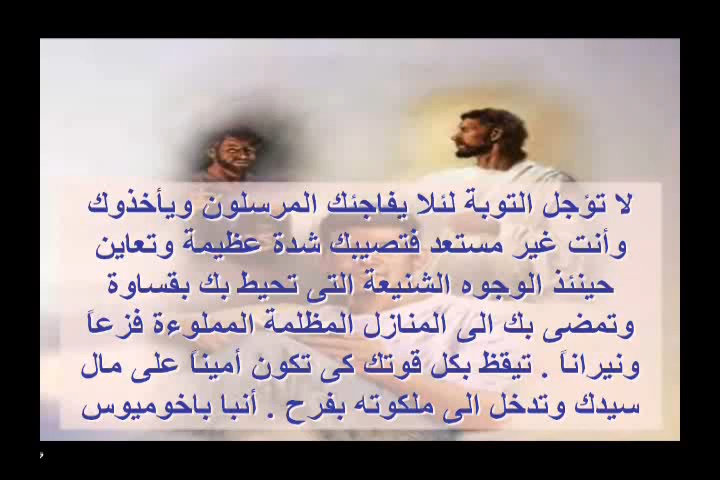 لا تؤجل التوبة لئلا يفاجئك المرسلون ويأخذوك
وأنت غير مستعد فتصيبك شدة عظيمة وتعاين
حينئذ الوجوه الشنيعة التى تحيط بك بقساوة
وتمضى بك الى المنازل المظلمة المملوءة فزعاً
ونيراناً . تيقظ بكل قوتك كى تكون أميناً على مال
سيدك وتدخل الى ملكوته بفرح . أنبا باخوميوس